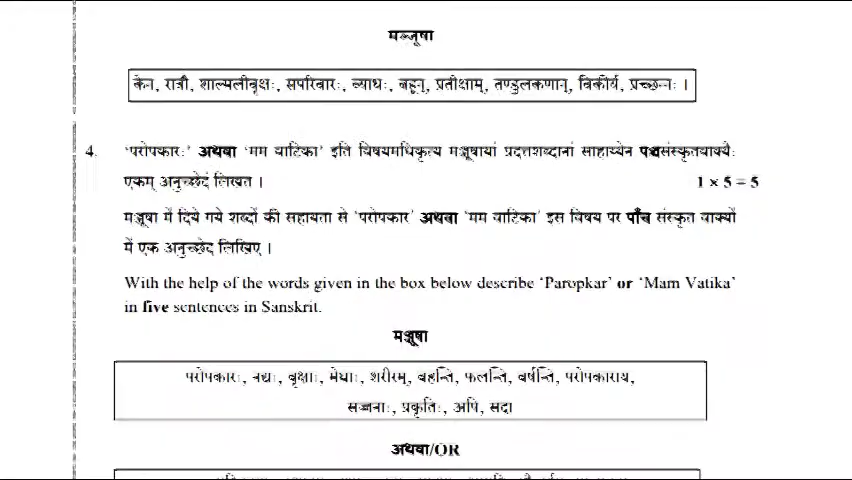 मञ्जूषा
केन, रात्रौ, शाल्मलीवृक्षः, सपरिवारः, व्याधः, बहून्, प्रतीक्षाम्, तण्डुलकणान्, विकीर्य, प्रच्छन्नः ।
4. 'परोपकारः' अथवा 'मम वाटिका' इति विषयमधिकृत्य मञ्जूषायां प्रदत्तशब्दानां साहाय्येन पञ्चसंस्कृतवाक्यैः
एकम् अनुच्छेदं लिखत ।
1 × 5 = 5
मञ्जूषा में दिये गये शब्दों की सहायता से 'परोपकार' अथवा 'मम वाटिका' इस विषय पर पाँच संस्कृत वाक्यों
में एक अनुच्छेद लिखिए ।
With the help of the words given in the box below describe 'Paropkar' or 'Mam Vatika'
in five sentences in Sanskrit.
मञ्जूषा
परोपकारः, नद्यः, वृक्षाः, मेघाः, शरीरम्, वहन्ति, फलन्ति, वर्षन्ति, परोपकाराय,
सज्जनाः, प्रकृतिः, अपि, सदा
अथवा/OR